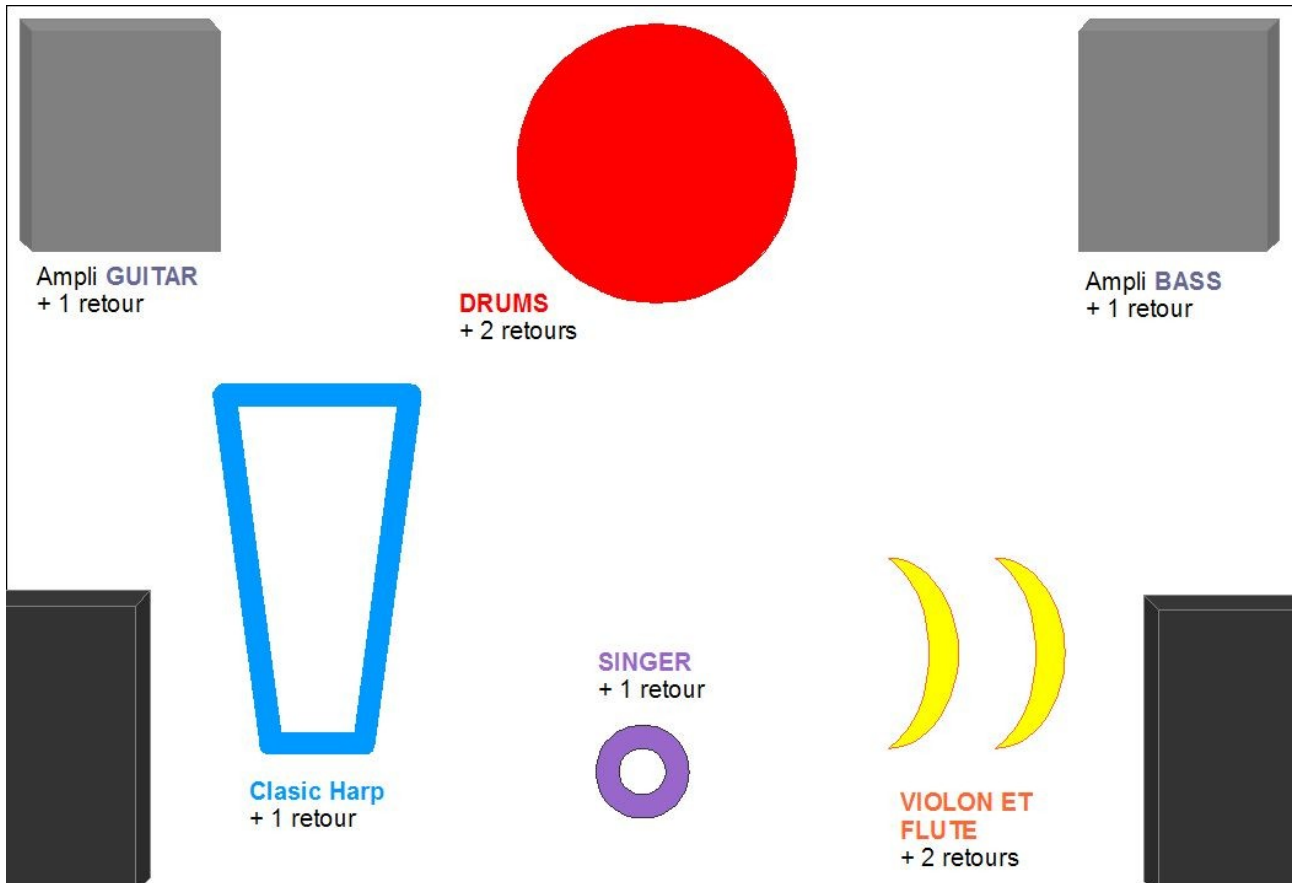 Ampli GUITAR
+ 1 retour
DRUMS
+ 2 retours
Ampli BASS
+ 1 retour
SINGER
+ 1 retour
Clasic Harp
+ 1 retour
VIOLON ET
FLUTE
+ 2 retours